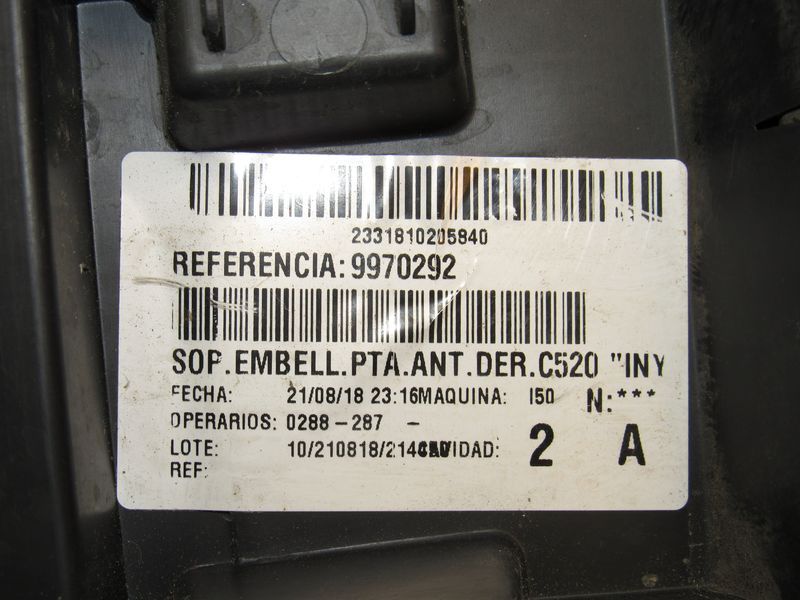 2331810205840
REFERENCIA: 9970292
SOP.EMBELL.PTA.ANT.DER.C520 "INY
FECHA: 21/08/18 23:16 MAQUINA: I50 N:***
OPERARIOS: 0288-287 -
LOTE: 10/210818/214 2 A
REF: